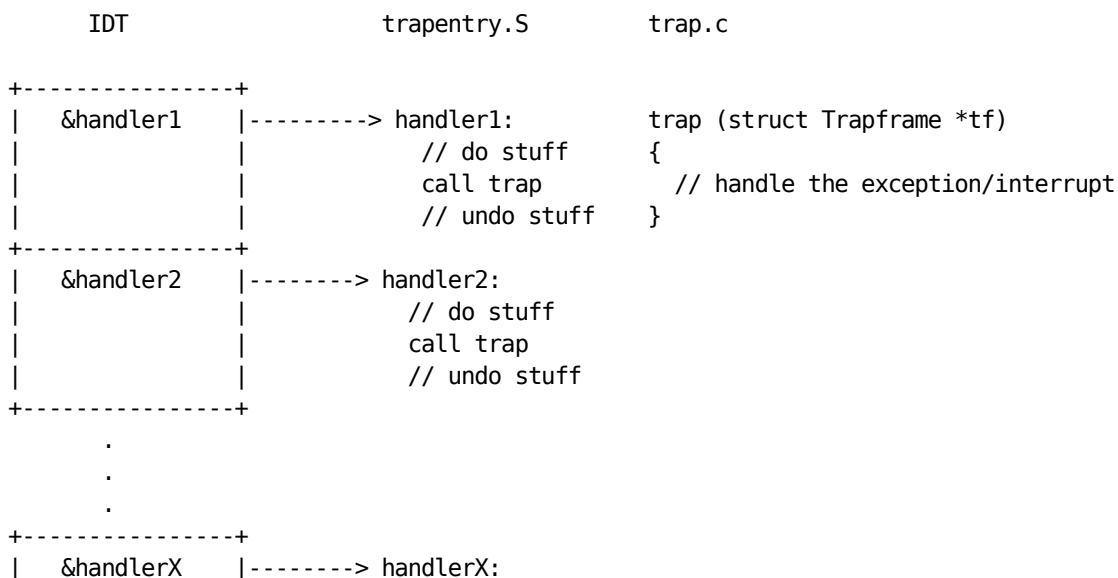 IDT                   trapentry.S         trap.c

+----------------+
|   &handler1    |---------> handler1:          trap (struct Trapframe *tf)
|                |             // do stuff      {
|                |             call trap          // handle the exception/interrupt
|                |             // undo stuff    }
+----------------+
|   &handler2    |--------> handler2:
|                |            // do stuff
|                |            call trap
|                |            // undo stuff
+----------------+
       .
       .
       .
+----------------+
|   &handlerX    |--------> handlerX: